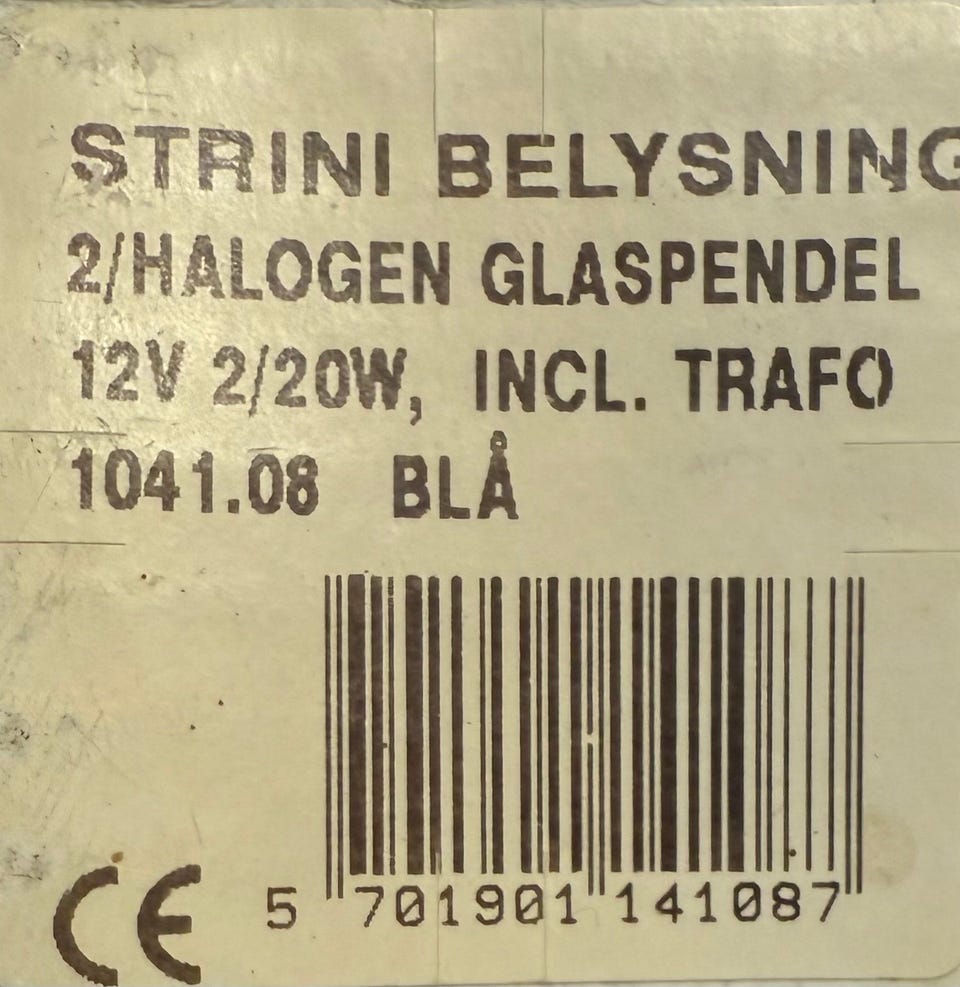 STRINI BELYSNING
2/HALOGEN GLASPENDEL
12V 2/20W, INCL. TRAFO
1041.08 BLÅ
CE 5 701901 141087